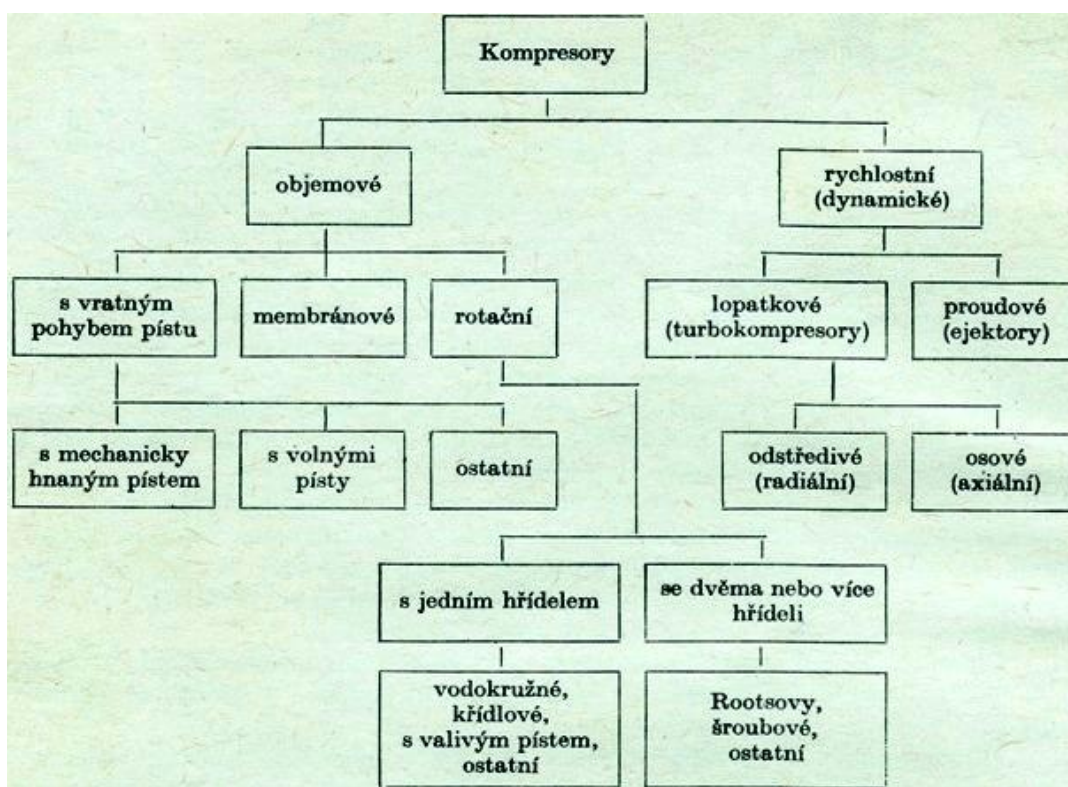 Kompresory
objemové
rychlostní
(dynamické)
s vratným
pohybem pístu
membránové
rotační
lopatkové
(turbokompresory)
proudové
(ejektory)
s mechanicky
hnaným pístem
s volnými
písty
ostatní
odstředivé
(radiální)
osové
(axiální)
s jedním hřídelem
se dvěma nebo více
hřídeli
vodokružné,
křídlové,
s valivým pístem,
ostatní
Rootsovy,
šroubové,
ostatní